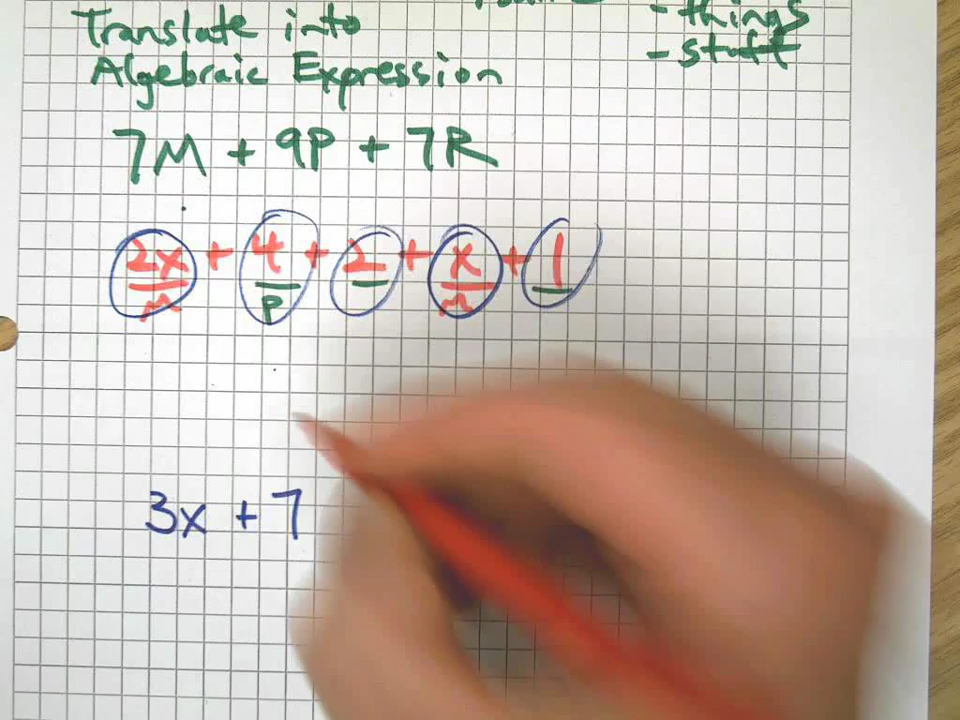 - things
Translate into
- stuff
Algebraic Expression
7M + 9P + 7R
2x + 4 + 2 + x + 1
m P m
3x + 7